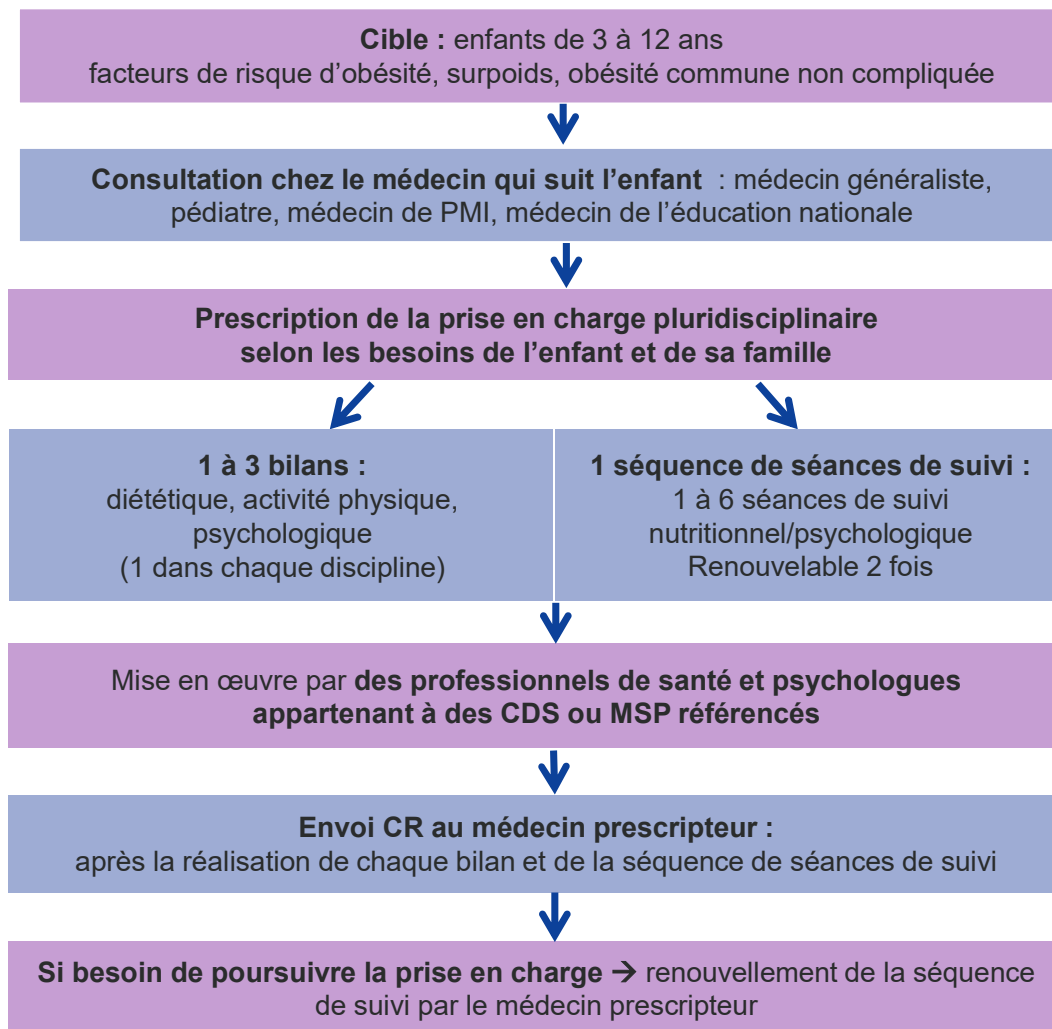 Cible : enfants de 3 à 12 ans
facteurs de risque d’obésité, surpoids, obésité commune non compliquée
Consultation chez le médecin qui suit l’enfant : médecin généraliste,
pédiatre, médecin de PMI, médecin de l’éducation nationale
Prescription de la prise en charge pluridisciplinaire
selon les besoins de l’enfant et de sa famille
1 à 3 bilans :
diététique, activité physique,
psychologique
(1 dans chaque discipline)
1 séquence de séances de suivi :
1 à 6 séances de suivi
nutritionnel/psychologique
Renouvelable 2 fois
Mise en œuvre par des professionnels de santé et psychologues
appartenant à des CDS ou MSP référencés
Envoi CR au médecin prescripteur :
après la réalisation de chaque bilan et de la séquence de séances de suivi
Si besoin de poursuivre la prise en charge → renouvellement de la séquence
de suivi par le médecin prescripteur